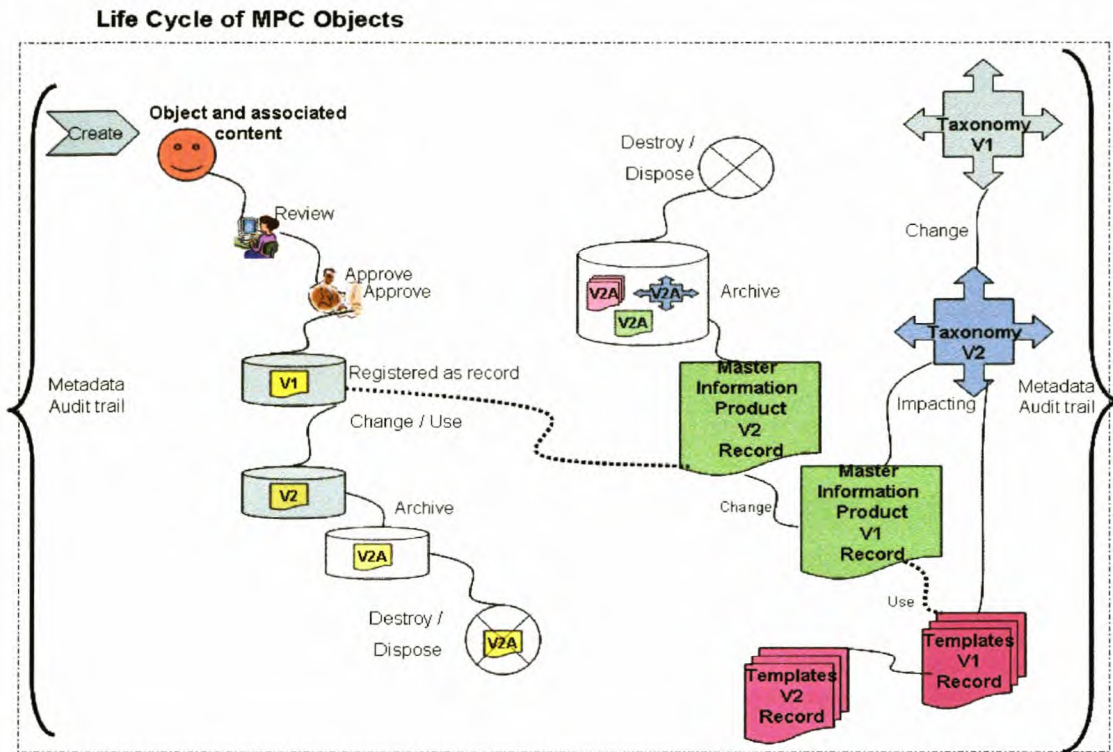 Life Cycle of MPC Objects
Create
Object and associated
content
Review
Approve
Approve
V1
Registered as record
Change / Use
V2
Archive
V2A
Destroy /
Dispose
V2A
Metadata
Audit trail
Destroy /
Dispose
V2A
V2A
V2A
Archive
Master
Information
Product
V2
Record
Change
Master
Information
Product
V1
Record
Use
Templates
V1
Record
Templates
V2
Record
Taxonomy
V1
Change
Taxonomy
V2
Impacting
Metadata
Audit trail